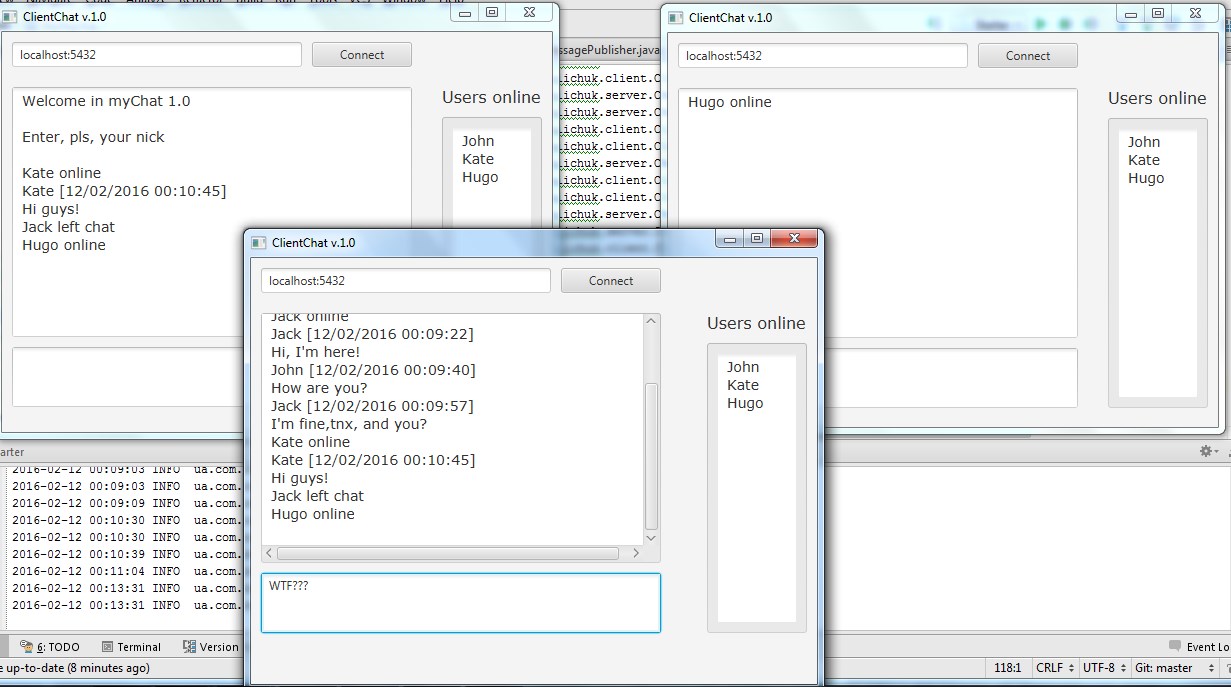 ClientChat v.1.0
localhost:5432
Connect
Welcome in myChat 1.0
Enter, pls, your nick
Kate online
Kate [12/02/2016 00:10:45]
Hi guys!
Jack left chat
Hugo online
Users online
John
Kate
Hugo
ssagePublisher.java
lichuk.client.C
lichuk.server.C
lichuk.server.C
lichuk.client.C
lichuk.client.C
lichuk.server.C
lichuk.client.C
lichuk.client.C
lichuk.server.C
ClientChat v.1.0
localhost:5432
Connect
Hugo online
Users online
John
Kate
Hugo
ClientChat v.1.0
localhost:5432
Connect
Jack online
Jack [12/02/2016 00:09:22]
Hi, I'm here!
John [12/02/2016 00:09:40]
How are you?
Jack [12/02/2016 00:09:57]
I'm fine,tnx, and you?
Kate online
Kate [12/02/2016 00:10:45]
Hi guys!
Jack left chat
Hugo online
WTF???
Users online
John
Kate
Hugo
arter
2016-02-12 00:09:03 INFO ua.com.
2016-02-12 00:09:03 INFO ua.com.
2016-02-12 00:09:09 INFO ua.com.
2016-02-12 00:10:30 INFO ua.com.
2016-02-12 00:10:30 INFO ua.com.
2016-02-12 00:10:39 INFO ua.com.
2016-02-12 00:11:04 INFO ua.com.
2016-02-12 00:13:31 INFO ua.com.
2016-02-12 00:13:31 INFO ua.com.
6: TODO Terminal Version
Event Lo
e up-to-date (8 minutes ago)
118:1 CRLF UTF-8 Git: master